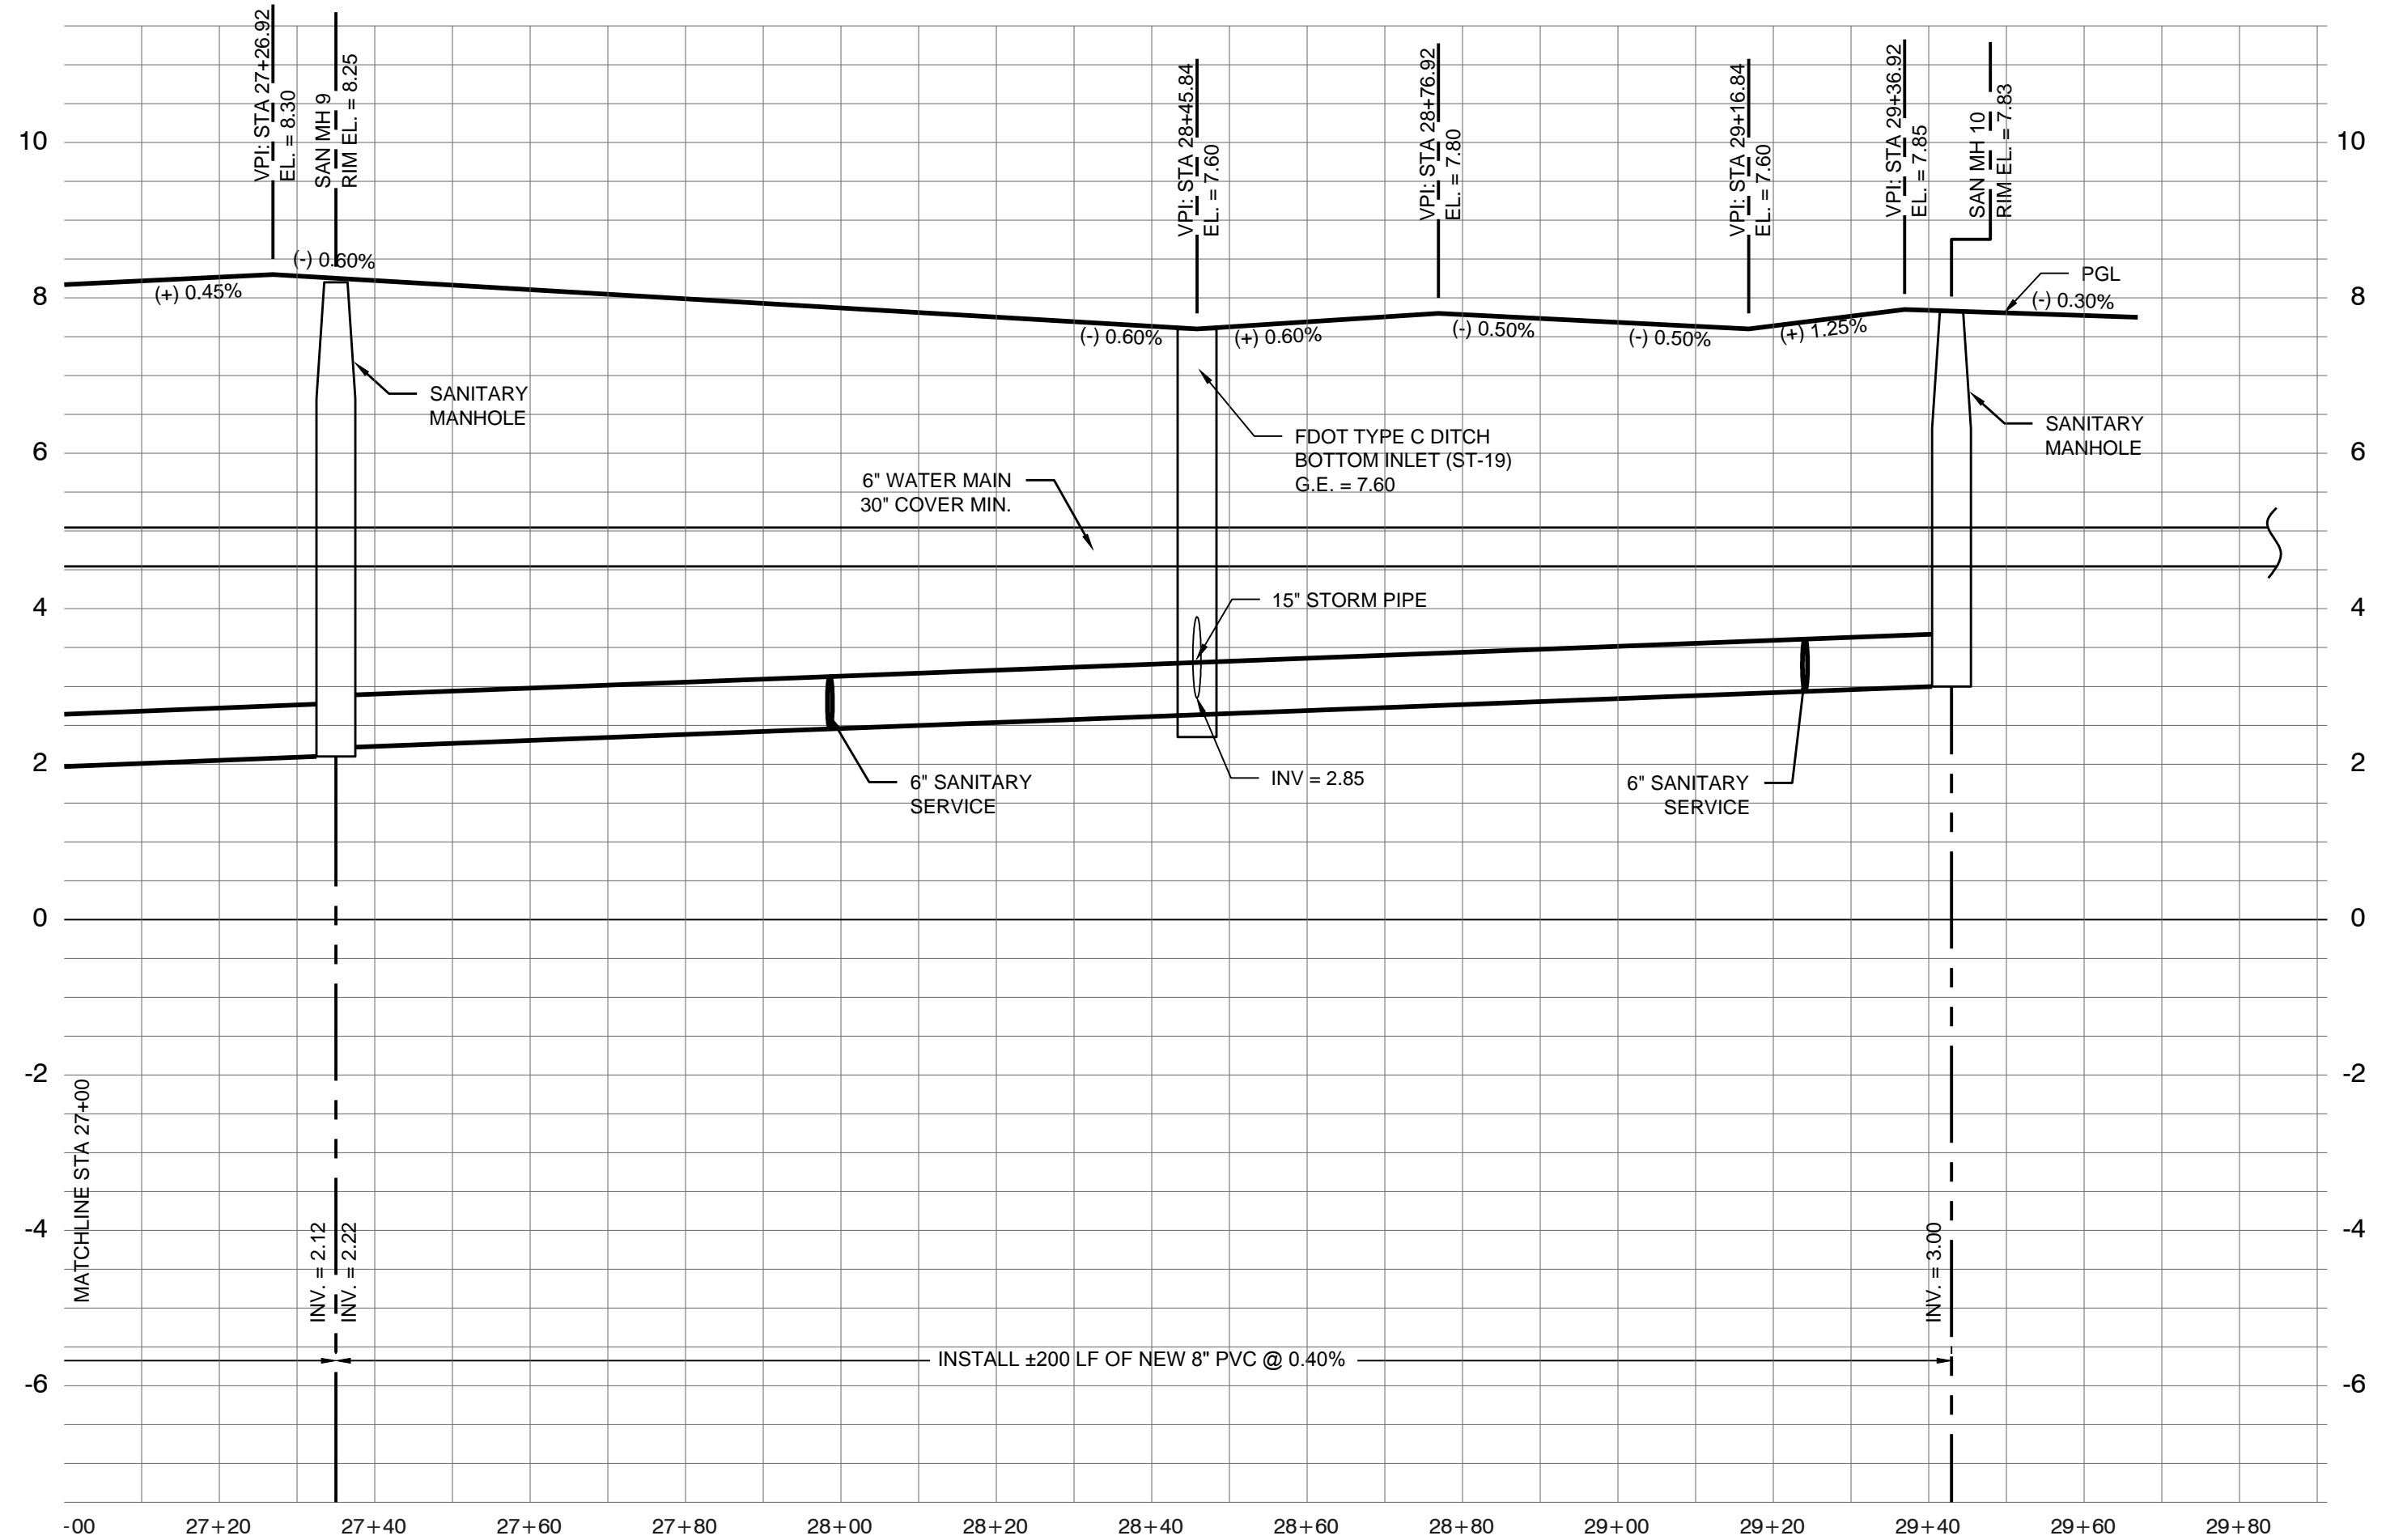 VPI: STA 27+26.92
EL. = 8.30
SAN MH 9
RIM EL. = 8.25
VPI: STA 28+45.84
EL. = 7.60
VPI: STA 28+76.92
EL. = 7.80
VPI: STA 29+16.84
EL. = 7.60
VPI: STA 29+36.92
EL. = 7.85
SAN MH 10
RIM EL. = 7.83
10
10
(-) 0.60%
PGL
8
(+) 0.45%
(-) 0.30%
8
(-) 0.60%
(+) 0.60%
(-) 0.50%
(-) 0.50%
(+) 1.25%
SANITARY
MANHOLE
FDOT TYPE C DITCH
BOTTOM INLET (ST-19)
G.E. = 7.60
SANITARY
MANHOLE
6
6
6" WATER MAIN
30" COVER MIN.
4
15" STORM PIPE
4
2
6" SANITARY
SERVICE
INV = 2.85
6" SANITARY
SERVICE
2
0
0
-2
-2
MATCHLINE STA 27+00
-4
INV. = 2.12
INV. = 2.22
INV. = 3.00
-4
INSTALL ±200 LF OF NEW 8" PVC @ 0.40%
-6
-6
-00
27+20
27+40
27+60
27+80
28+00
28+20
28+40
28+60
28+80
29+00
29+20
29+40
29+60
29+80